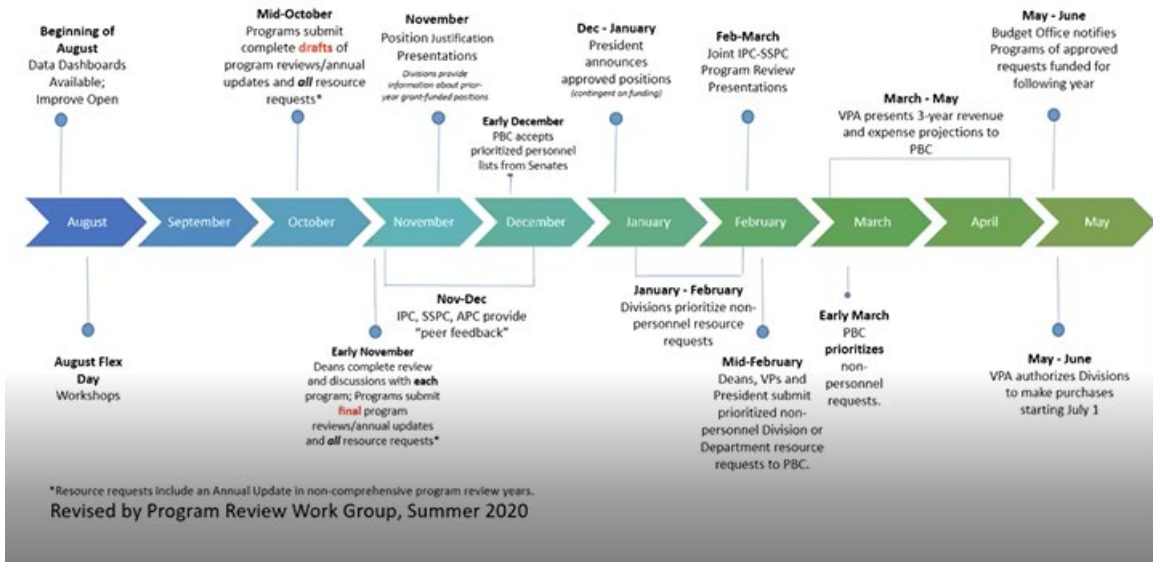 Beginning of
August
Data Dashboards
Available;
Improve Open
Mid-October
Programs submit
complete drafts of
program reviews/annual
updates and all resource
requests*
November
Position Justification
Presentations
Divisions provide
information about prior-
year grant-funded positions
Early December
PBC accepts
prioritized personnel
lists from Senates
Dec - January
President
announces
approved positions
(contingent on funding)
Feb-March
Joint IPC-SSPC
Program Review
Presentations
March - May
VPA presents 3-year revenue
and expense projections to
PBC
May - June
Budget Office notifies
Programs of approved
requests funded for
following year
August
September
October
November
December
January
February
March
April
May
August Flex
Day
Workshops
Early November
Deans complete review
and discussions with each
program; Programs submit
final program
reviews/annual updates
and all resource requests*
Nov-Dec
IPC, SSPC, APC provide
"peer feedback"
January - February
Divisions prioritize non-
personnel resource
requests
Mid-February
Deans, VPs and
President submit
prioritized non-
personnel Division or
Department resource
requests to PBC.
Early March
PBC
prioritizes
non-
personnel
requests.
May - June
VPA authorizes Divisions
to make purchases
starting July 1
*Resource requests include an Annual Update in non-comprehensive program review years.
Revised by Program Review Work Group, Summer 2020